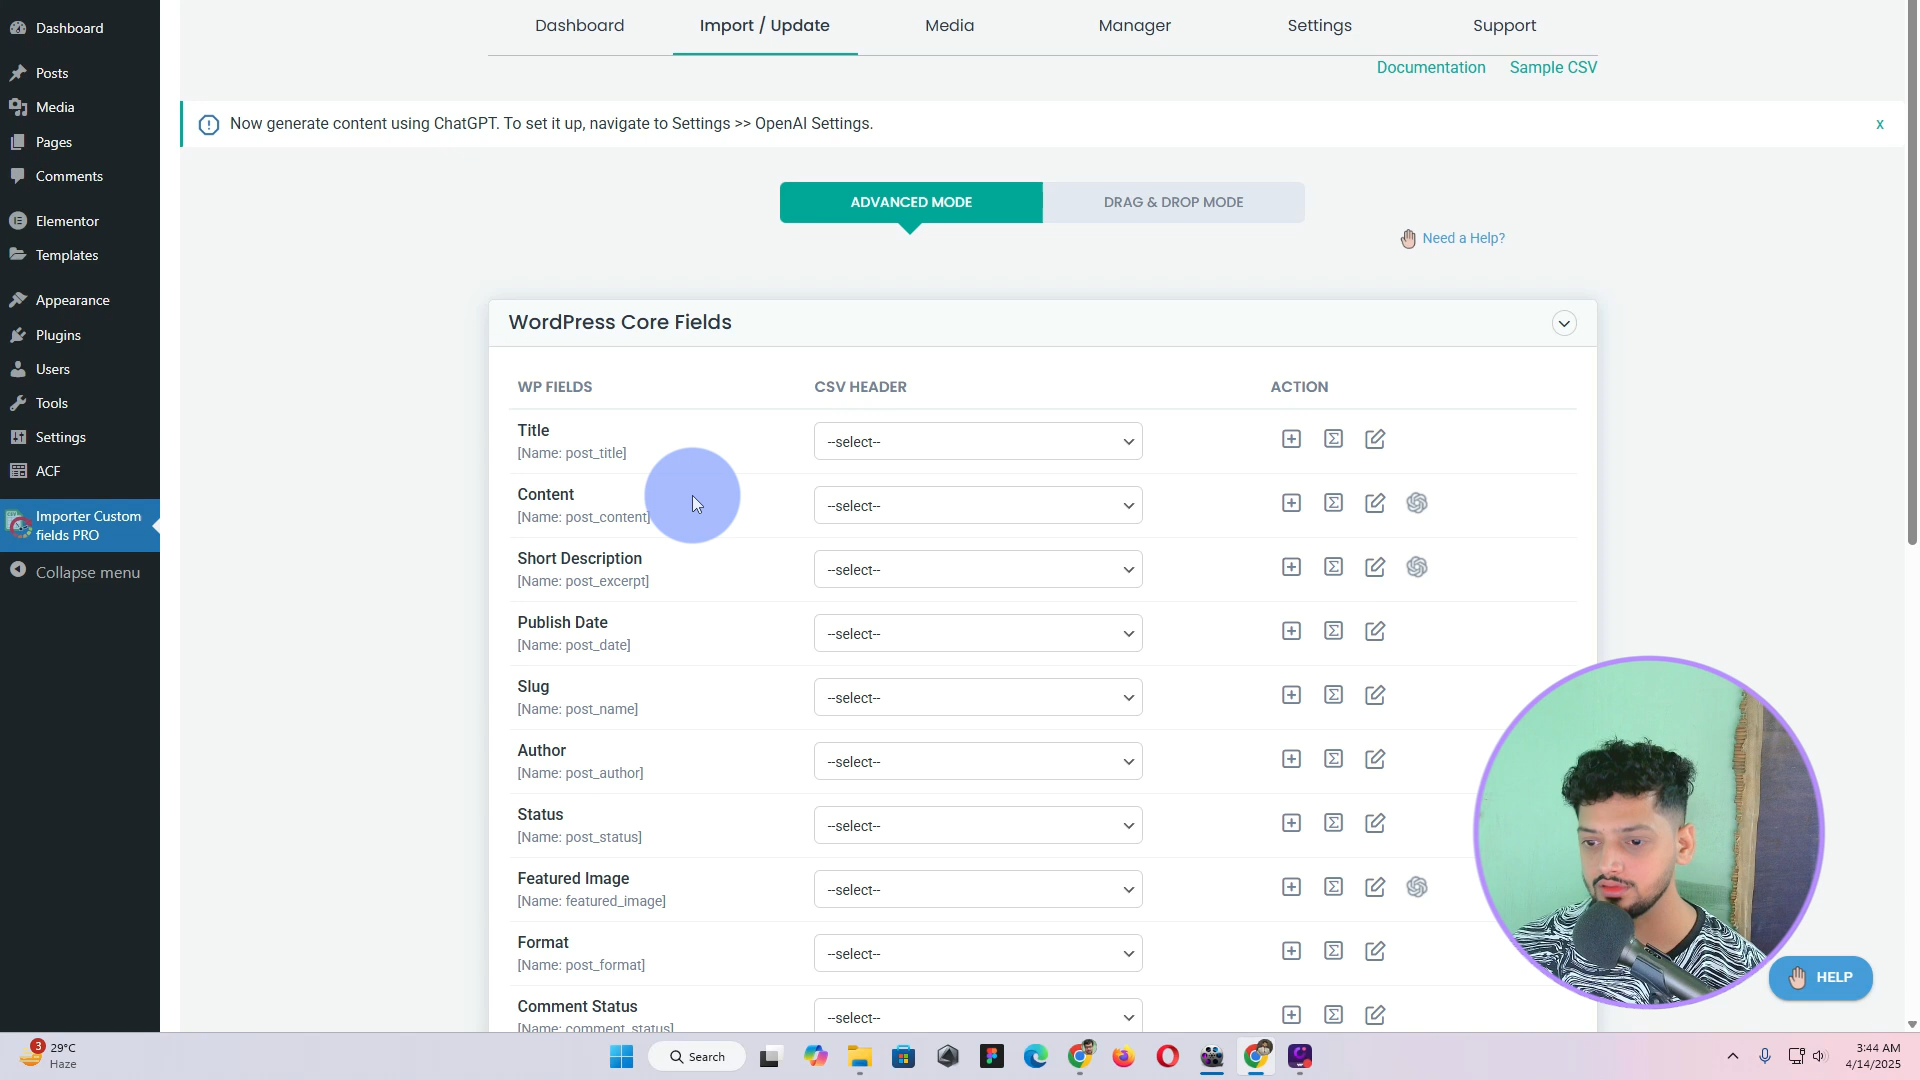 Dashboard
Posts
Media
Pages
Comments
Elementor
Templates
Appearance
Plugins
Users
Tools
Settings
ACF
Importer Custom
fields PRO
Collapse menu
Dashboard
Import / Update
Media
Manager
Settings
Support
Documentation
Sample CSV
Now generate content using ChatGPT. To set it up, navigate to Settings >> OpenAI Settings.
x
ADVANCED MODE
DRAG & DROP MODE
Need a Help?
WordPress Core Fields
WP FIELDS
CSV HEADER
ACTION
Title
[Name: post_title]
--select--
Content
[Name: post_content]
--select--
Short Description
[Name: post_excerpt]
--select--
Publish Date
[Name: post_date]
--select--
Slug
[Name: post_name]
--select--
Author
[Name: post_author]
--select--
Status
[Name: post_status]
--select--
Featured Image
[Name: featured_image]
--select--
Format
[Name: post_format]
--select--
Comment Status
[Name: comment_status]
--select--
HELP
3
29°C
Haze
Search
3:44 AM
4/14/2025